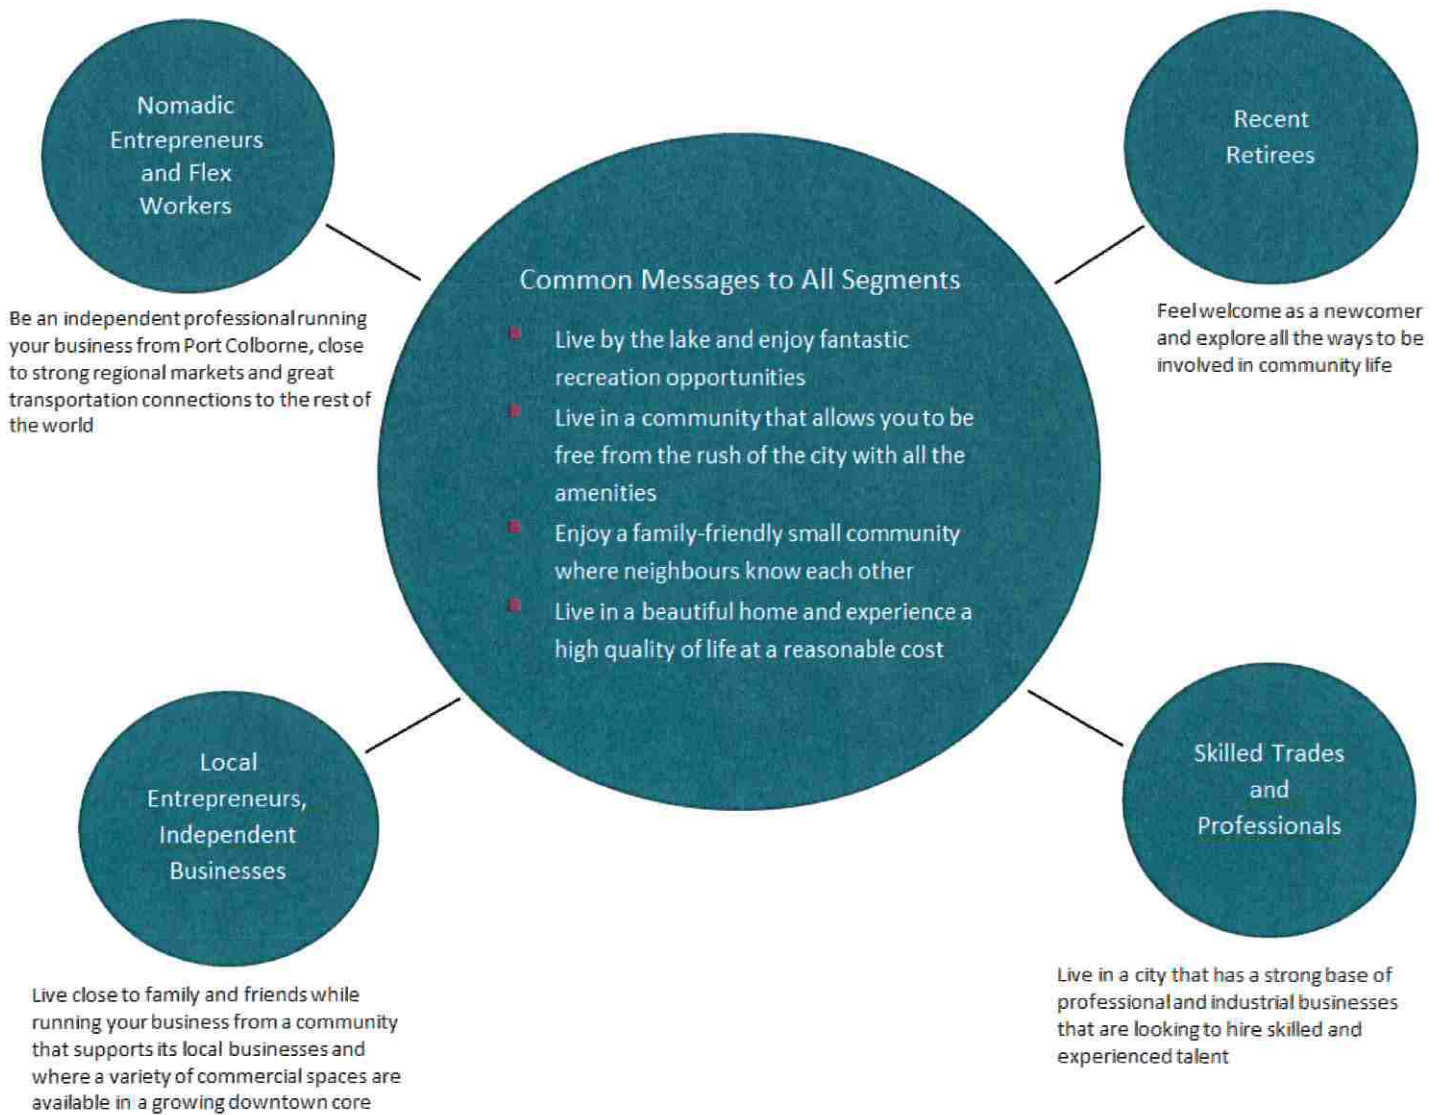 Nomadic
Entrepreneurs
and Flex
Workers
Be an independent professional running
your business from Port Colborne, close
to strong regional markets and great
transportation connections to the rest of
the world
Recent
Retirees
Feel welcome as a newcomer
and explore all the ways to be
involved in community life
Common Messages to All Segments
Live by the lake and enjoy fantastic
recreation opportunities
Live in a community that allows you to be
free from the rush of the city with all the
amenities
Enjoy a family-friendly small community
where neighbours know each other
Live in a beautiful home and experience a
high quality of life at a reasonable cost
Local
Entrepreneurs,
Independent
Businesses
Live close to family and friends while
running your business from a community
that supports its local businesses and
where a variety of commercial spaces are
available in a growing downtown core
Skilled Trades
and
Professionals
Live in a city that has a strong base of
professional and industrial businesses
that are looking to hire skilled and
experienced talent